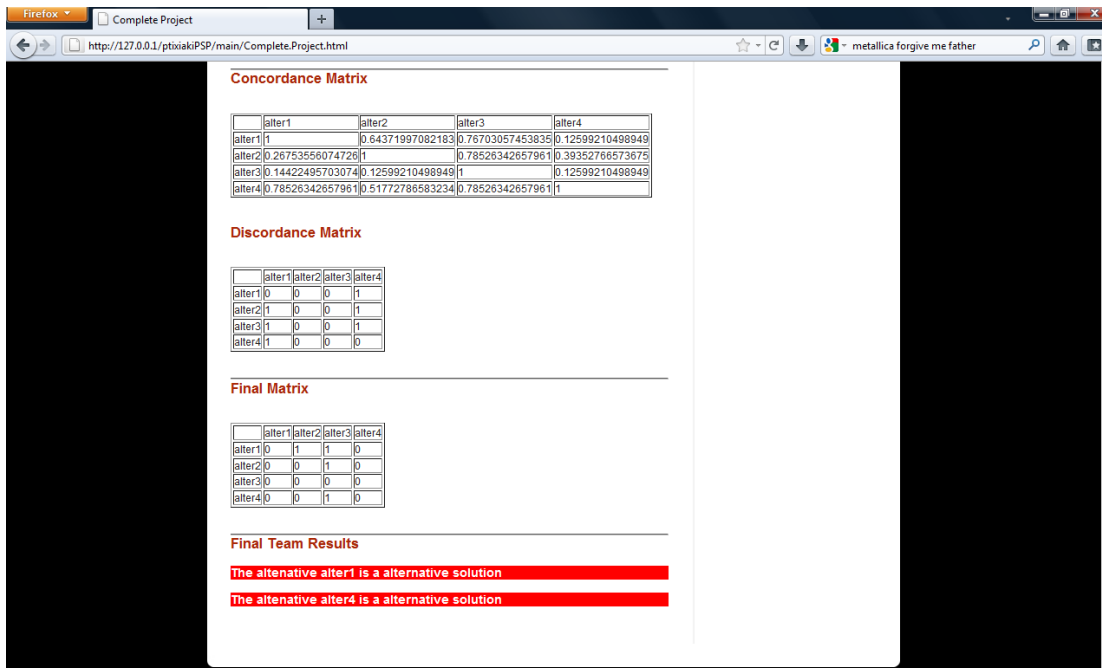 Firefox
Complete Project
http://127.0.0.1/ptixiakiPSP/main/Complete.Project.html
metallica forgive me father
Concordance Matrix
alter1 alter2 alter3 alter4
alter1 1 0.64371997082183 0.76703057453835 0.12599210498949
alter2 0.26753556074726 1 0.78526342657961 0.39352766573675
alter3 0.14422495703074 0.12599210498949 1 0.12599210498949
alter4 0.78526342657961 0.51772786583234 0.78526342657961 1
Discordance Matrix
alter1 alter2 alter3 alter4
alter1 0 0 0 1
alter2 1 0 0 1
alter3 1 0 0 1
alter4 1 0 0 0
Final Matrix
alter1 alter2 alter3 alter4
alter1 0 1 1 0
alter2 0 0 1 0
alter3 0 0 0 0
alter4 0 0 1 0
Final Team Results
The altenative alter1 is a alternative solution
The altenative alter4 is a alternative solution